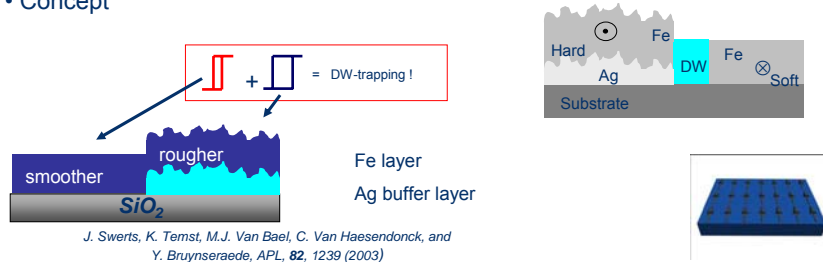 • Concept
+ = DW-trapping !
smoother
rougher
SiO₂
Fe layer
Ag buffer layer
J. Swerts, K. Temst, M.J. Van Bael, C. Van Haesendonck, and
Y. Bruynseraede, APL, 82, 1239 (2003)
Hard
Fe
Ag
DW
Fe
Soft
Substrate